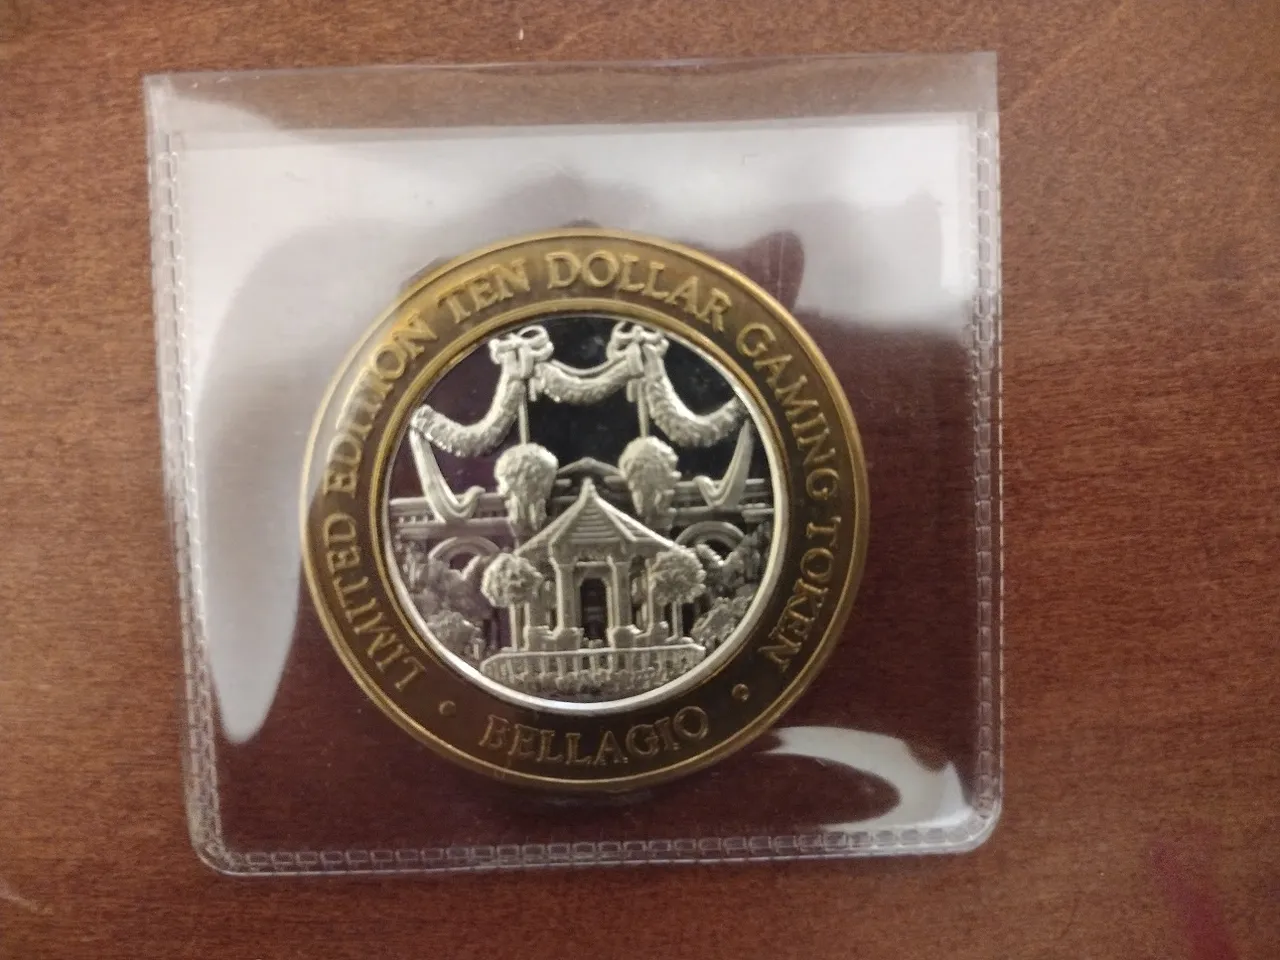 LIMITED EDITION TEN DOLLAR GAMING TOKEN
• BELLAGIO •